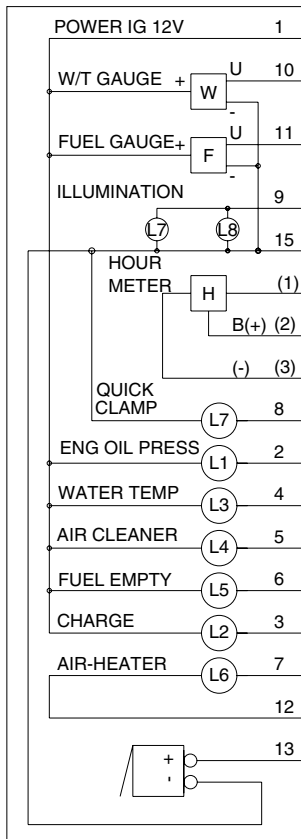 POWER IG 12V 1
W/T GAUGE + W U 10
-
FUEL GAUGE+ F U 11
-
ILLUMINATION 9
L7 L8
15
HOUR
METER H (1)
B(+) (2)
(-) (3)
QUICK
CLAMP L7 8
ENG OIL PRESS L1 2
WATER TEMP L3 4
AIR CLEANER L4 5
FUEL EMPTY L5 6
CHARGE L2 3
AIR-HEATER L6 7
12
+ 13
-